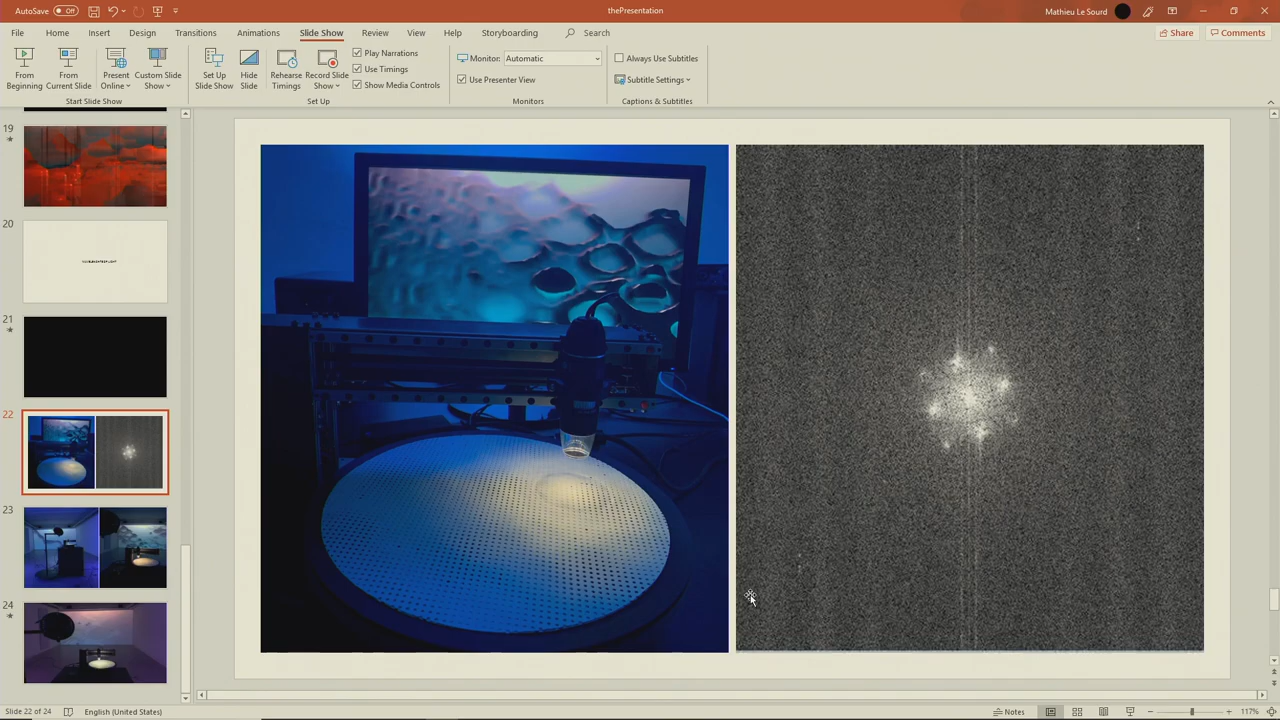 AutoSave Off thePresentation Mathieu Le Sourd
File Home Insert Design Transitions Animations Slide Show Review View Help Storyboarding Search Share Comments
From Beginning
From Current Slide
Present Online
Custom Slide Show
Start Slide Show
Set Up Slide Show
Hide Slide
Rehearse Timings
Record Slide Show
Play Narrations
Use Timings
Show Media Controls
Set Up
Monitor: Automatic
Use Presenter View
Monitors
Always Use Subtitles
Subtitle Settings
Captions & Subtitles
19
20
21
22
23
24
Slide 22 of 24 English (United States) Notes 117%